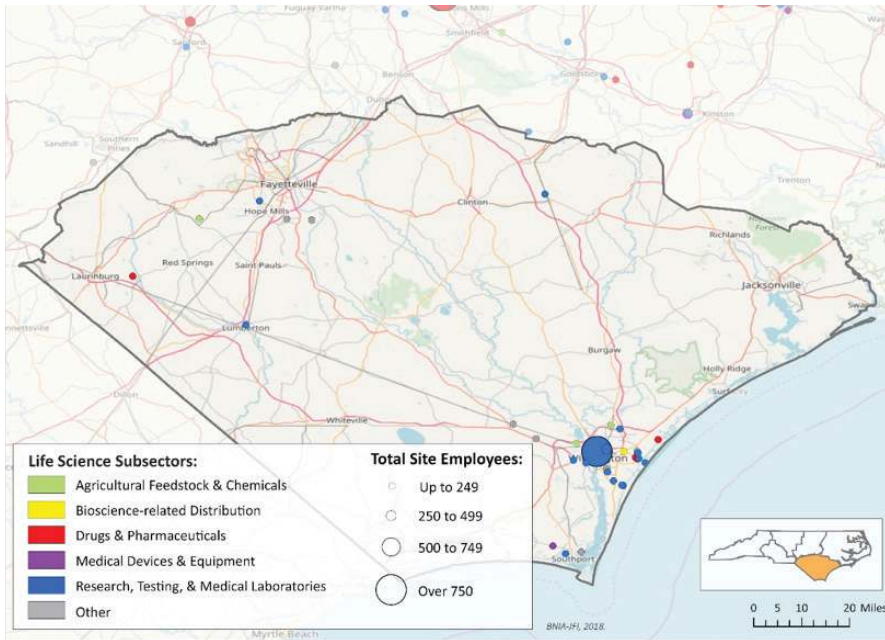 Fuquay-Varina
Sanford
Smithfield
Goldsboro
Benson
Kinston
Sandhill
Southern
Pines
Trenton
Fayetteville
Hope Mills
Clinton
Richlands
Red Springs
Saint Pauls
Laurinburg
Jacksonville
Lumberton
Burgaw
Holly Ridge
Surf City
Dillon
Whiteville
Southport
Myrtle Beach
Life Science Subsectors:
Agricultural Feedstock & Chemicals
Bioscience-related Distribution
Drugs & Pharmaceuticals
Medical Devices & Equipment
Research, Testing, & Medical Laboratories
Other
Total Site Employees:
Up to 249
250 to 499
500 to 749
Over 750
BNIA-JFI, 2018.
0 5 10 20 Miles